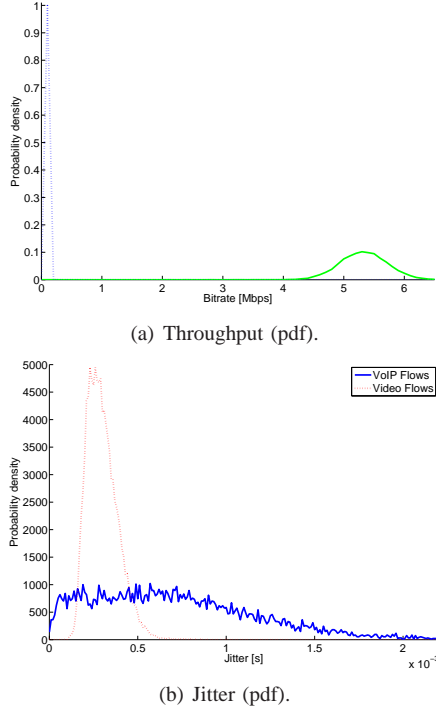 1
0.9
0.8
0.7
0.6
0.5
0.4
0.3
0.2
0.1
0
Probability density
0 1 2 3 4 5 6
Bitrate [Mbps]
(a) Throughput (pdf).
5000
4500
4000
3500
3000
2500
2000
1500
1000
500
0
Probability density
VoIP Flows
Video Flows
0 0.5 1 1.5 2
Jitter [s]
(b) Jitter (pdf).